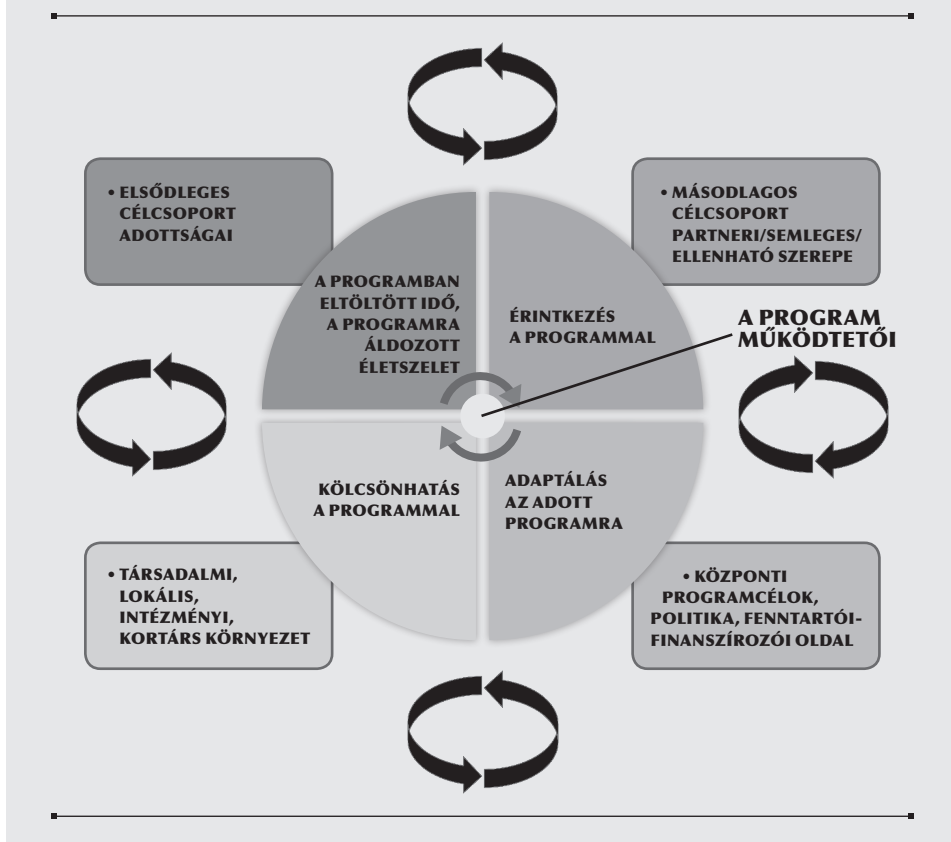 • ELSŐDLEGES
CÉLCSOPORT
ADOTTSÁGAI
• MÁSODLAGOS
CÉLCSOPORT
PARTNERI/SEMLEGES/
ELLENHATÓ SZEREPE
A PROGRAMBAN
ELTÖLTÖTT IDŐ,
A PROGRAMRA
ÁLDOZOTT
ÉLETSZELET
ÉRINTKEZÉS
A PROGRAMMAL
A PROGRAM
MŰKÖDTETŐI
KÖLCSÖNHATÁS
A PROGRAMMAL
ADAPTÁLÁS
AZ ADOTT
PROGRAMRA
• TÁRSADALMI,
LOKÁLIS,
INTÉZMÉNYI,
KORTÁRS KÖRNYEZET
• KÖZPONTI
PROGRAMCÉLOK,
POLITIKA, FENNTARTÓI-
FINANSZÍROZÓI OLDAL